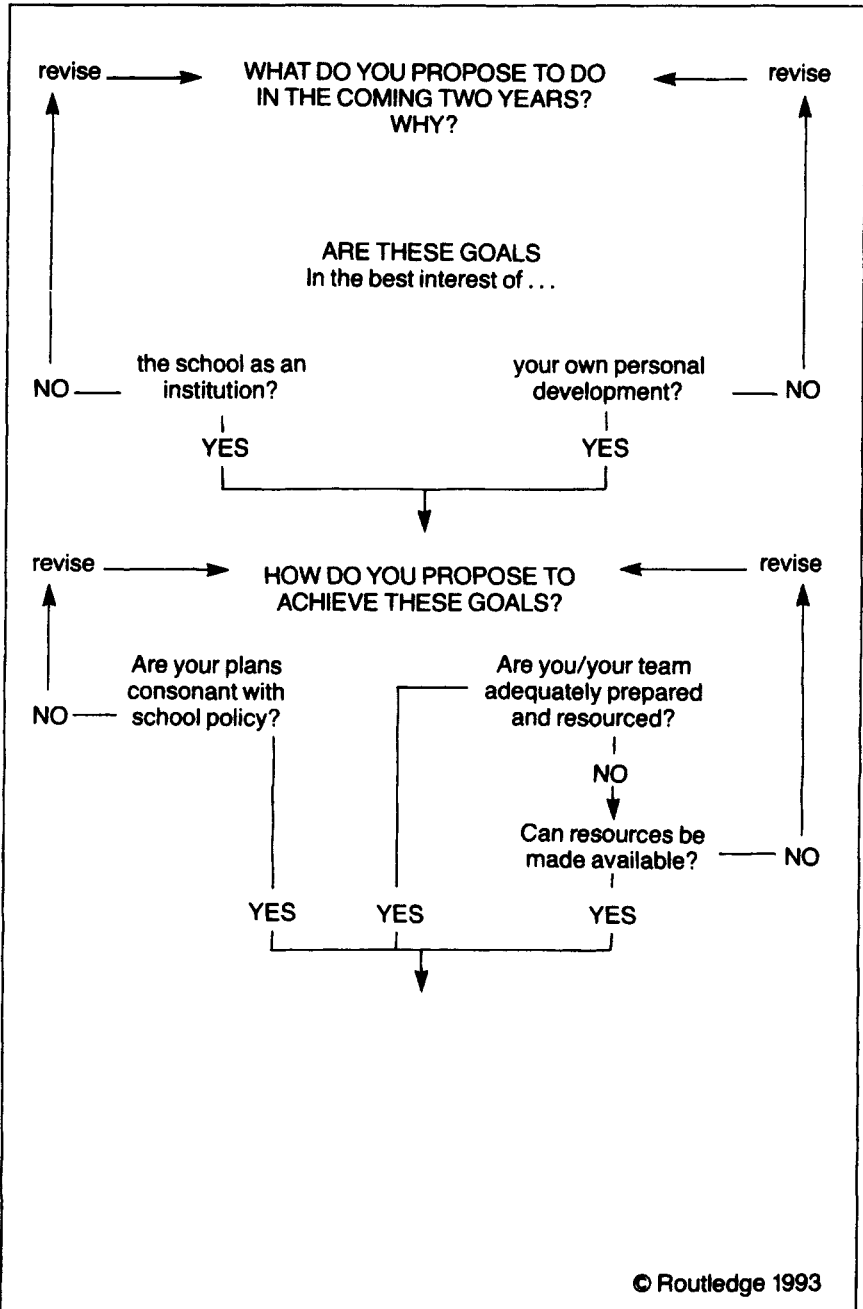 revise
WHAT DO YOU PROPOSE TO DO
IN THE COMING TWO YEARS?
WHY?
revise
ARE THESE GOALS
In the best interest of ...
NO
the school as an
institution?
YES
your own personal
development?
YES
NO
revise
HOW DO YOU PROPOSE TO
ACHIEVE THESE GOALS?
revise
NO
Are your plans
consonant with
school policy?
Are you/your team
adequately prepared
and resourced?
NO
Can resources be
made available?
NO
YES
YES
YES
© Routledge 1993